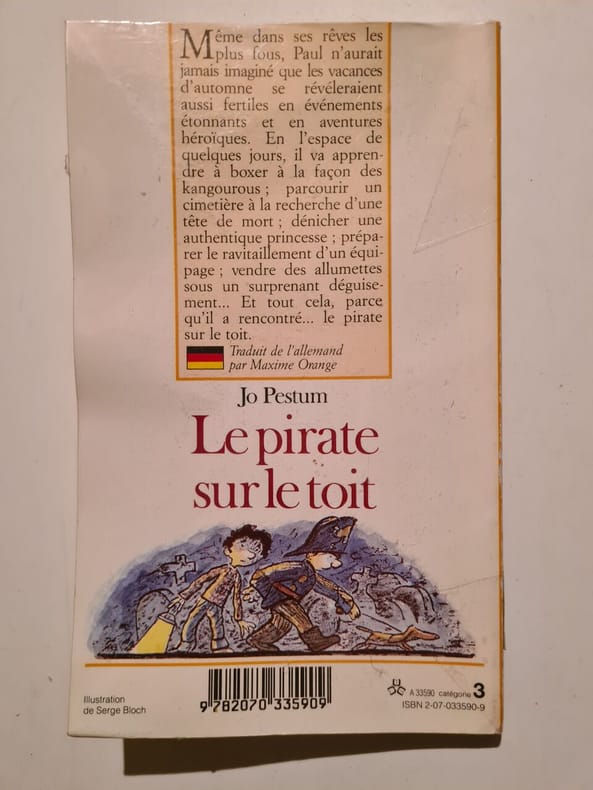 Même dans ses rêves les
plus fous, Paul n'aurait
jamais imaginé que les vacances
d'automne se révéleraient
aussi fertiles en événements
étonnants et en aventures
héroïques. En l'espace de
quelques jours, il va appren-
dre à boxer à la façon des
kangourous ; parcourir un
cimetière à la recherche d'une
tête de mort ; dénicher une
authentique princesse ; prépa-
rer le ravitaillement d'un équi-
page ; vendre des allumettes
sous un surprenant déguise-
ment... Et tout cela, parce
qu'il a rencontré... le pirate
sur le toit.
Traduit de l'allemand
par Maxime Orange
Jo Pestum
Le pirate
sur le toit
Illustration
de Serge Bloch
9 782070 335909
A 33590 catégorie 3
ISBN 2-07-033590-9